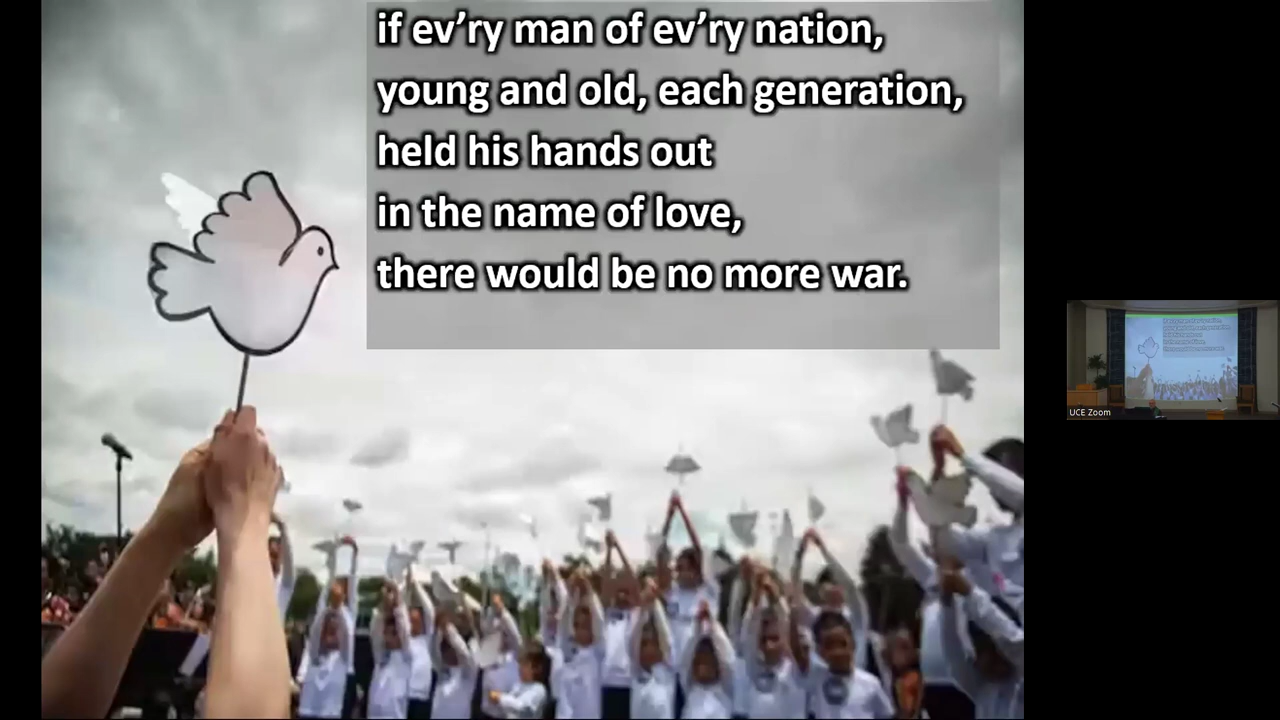 if ev’ry man of ev’ry nation,
young and old, each generation,
held his hands out
in the name of love,
there would be no more war.
UCE Zoom